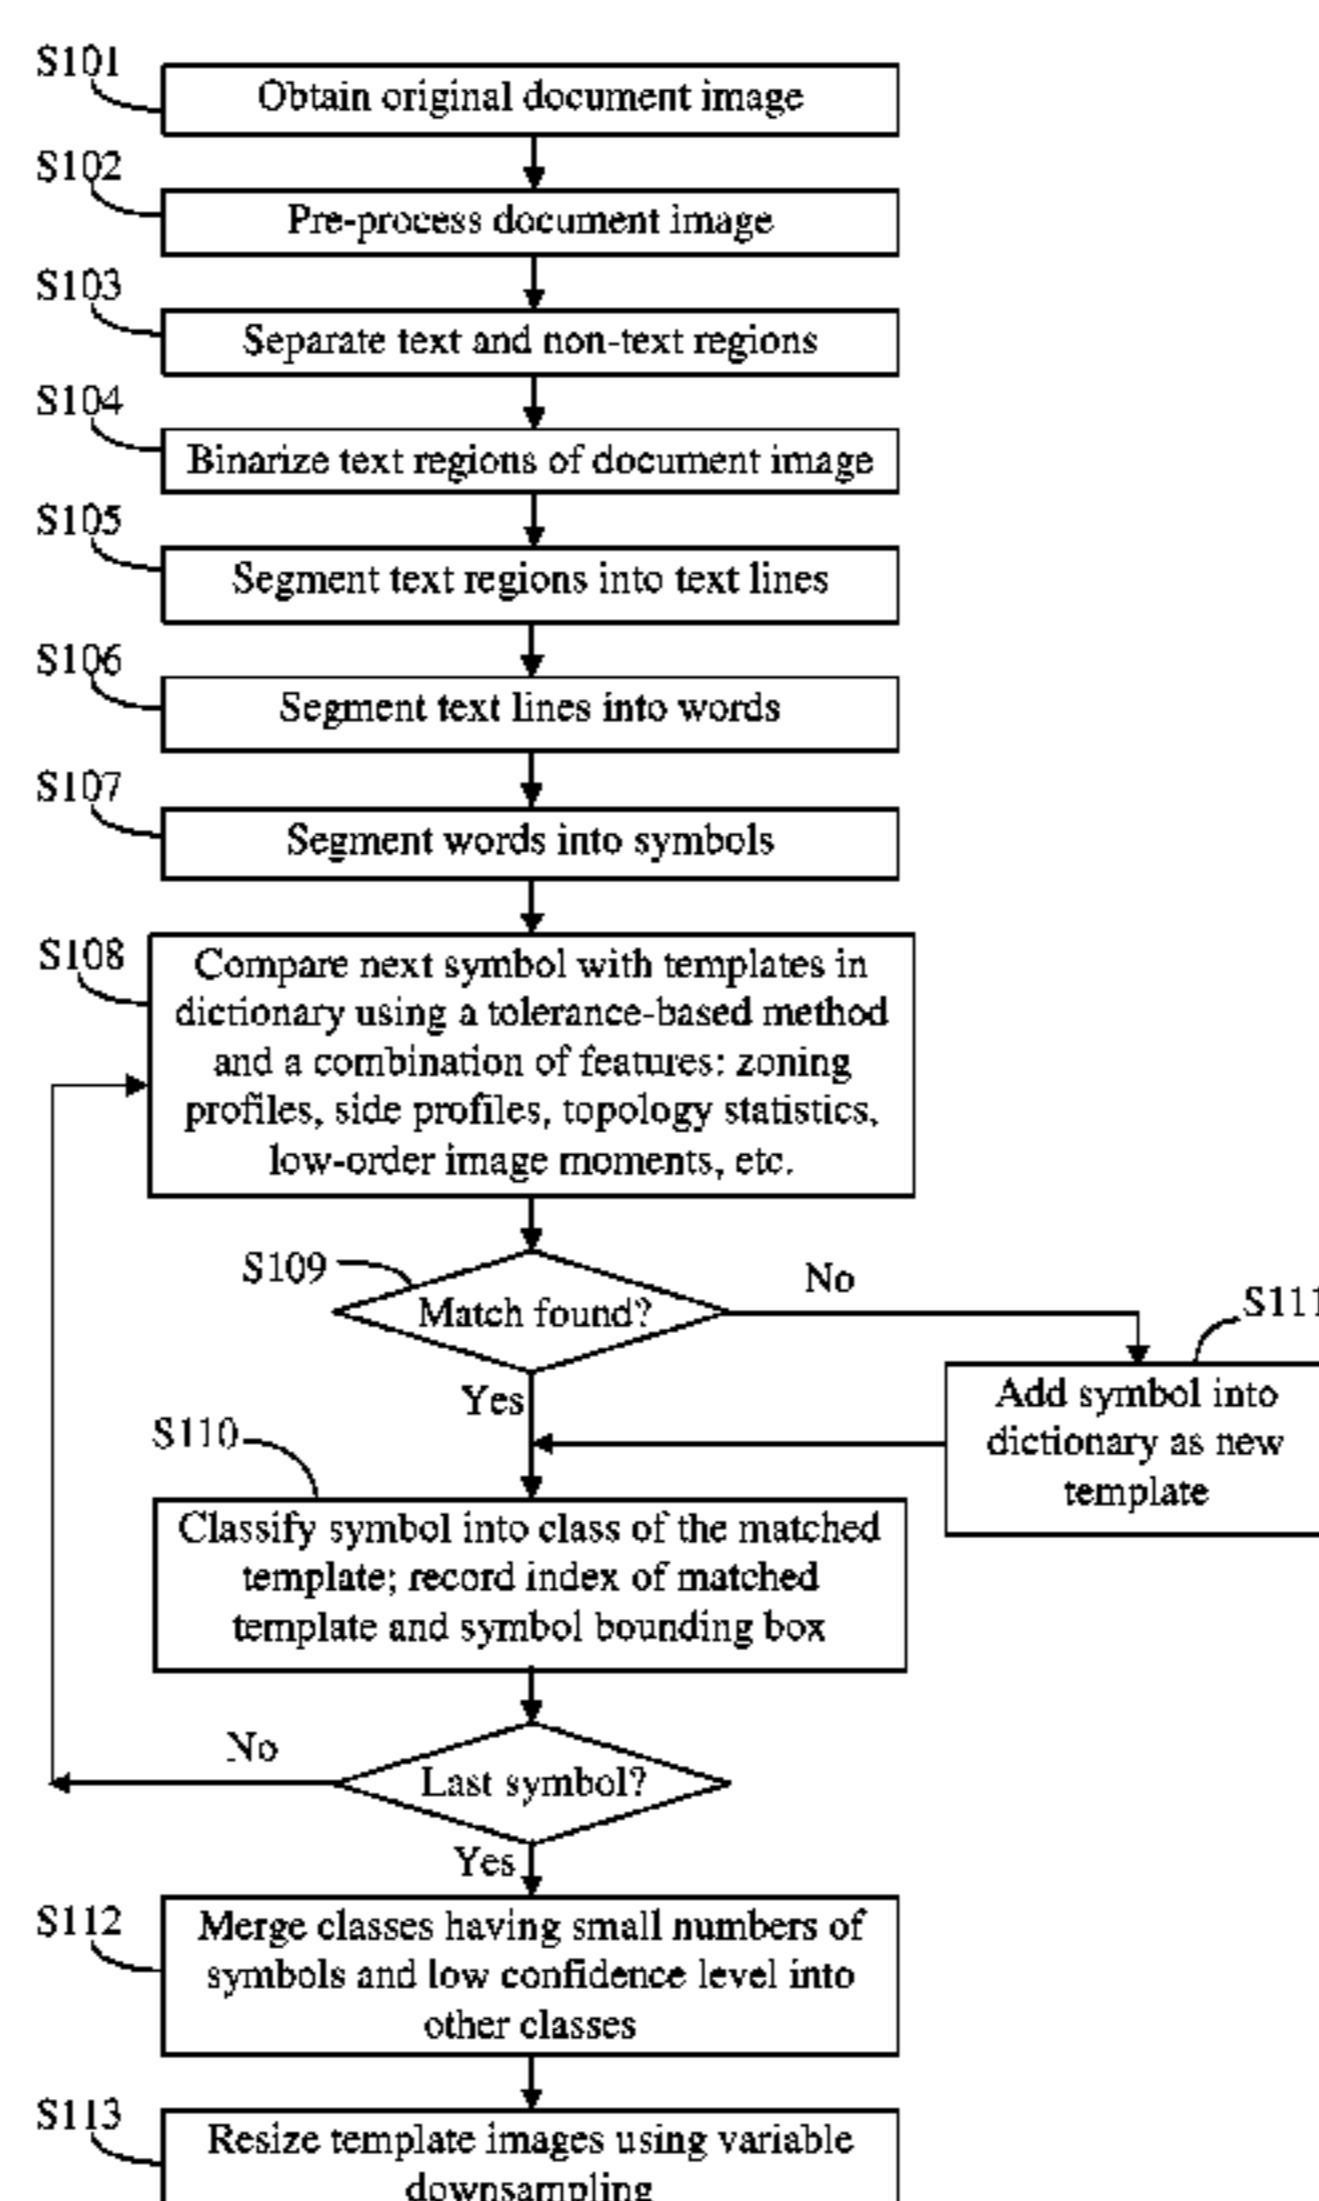 S101
Obtain original document image
S102
Pre-process document image
S103
Separate text and non-text regions
S104
Binarize text regions of document image
S105
Segment text regions into text lines
S106
Segment text lines into words
S107
Segment words into symbols
S108
Compare next symbol with templates in
dictionary using a tolerance-based method
and a combination of features: zoning
profiles, side profiles, topology statistics,
low-order image moments, etc.
S109
Match found?
No
S111
Add symbol into
dictionary as new
template
Yes
S110
Classify symbol into class of the matched
template; record index of matched
template and symbol bounding box
No
Last symbol?
Yes
S112
Merge classes having small numbers of
symbols and low confidence level into
other classes
S113
Resize template images using variable
downsampling